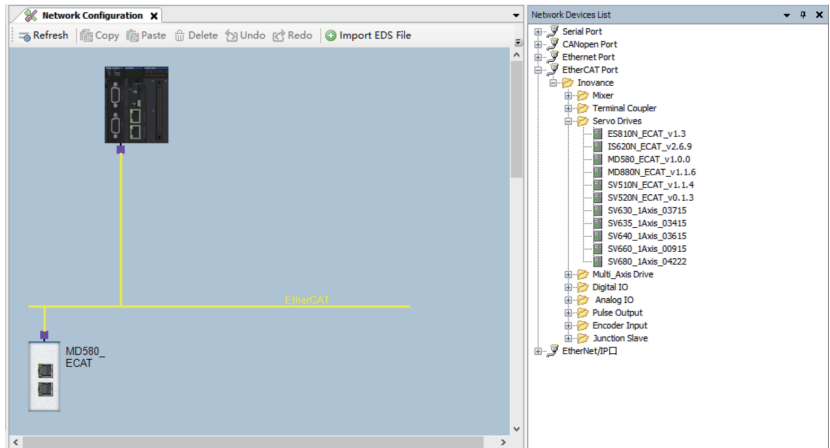 Network Configuration x
Refresh Copy Paste Delete Undo Redo Import EDS File
EtherCAT
MD580_
ECAT
Network Devices List
Serial Port
CANopen Port
Ethernet Port
EtherCAT Port
Inovance
Mixer
Terminal Coupler
Servo Drives
ES810N_ECAT_v1.3
IS620N_ECAT_v2.6.9
MD580_ECAT_v1.0.0
MD880N_ECAT_v1.1.6
SV510N_ECAT_v1.1.4
SV520N_ECAT_v0.1.3
SV630_1Axis_03715
SV635_1Axis_03415
SV640_1Axis_03615
SV660_1Axis_00915
SV680_1Axis_04222
Multi_Axis Drive
Digital IO
Analog IO
Pulse Output
Encoder Input
Junction Slave
EtherNet/IP口